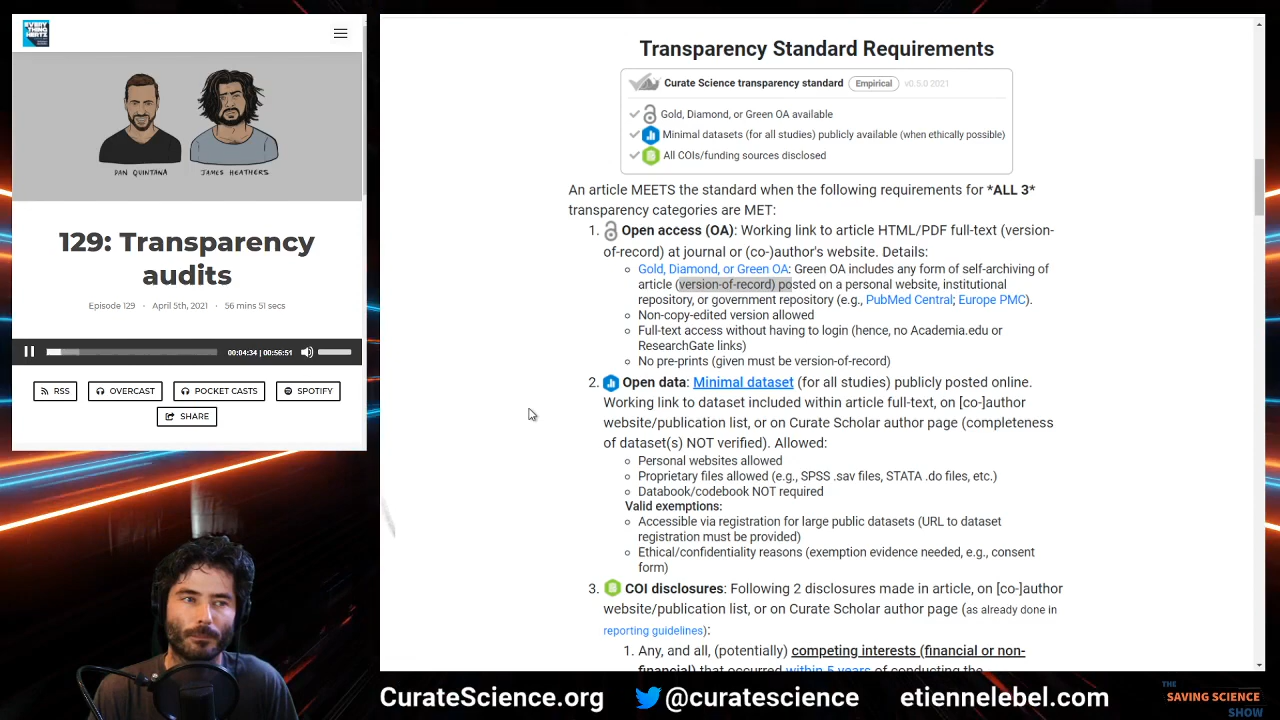 EVERY
THING
HERTZ
DAN QUINTANA
JAMES HEATHERS
129: Transparency
audits
Episode 129 · April 5th, 2021 · 56 mins 51 secs
00:04:34 | 00:56:51
RSS
OVERCAST
POCKET CASTS
SPOTIFY
SHARE
Transparency Standard Requirements
Curate Science transparency standard Empirical v0.5.0 2021
Gold, Diamond, or Green OA available
Minimal datasets (for all studies) publicly available (when ethically possible)
All COIs/funding sources disclosed
An article MEETS the standard when the following requirements for *ALL 3*
transparency categories are MET:
1. Open access (OA): Working link to article HTML/PDF full-text (version-
of-record) at journal or (co-)author's website. Details:
Gold, Diamond, or Green OA: Green OA includes any form of self-archiving of
article (version-of-record) posted on a personal website, institutional
repository, or government repository (e.g., PubMed Central; Europe PMC).
Non-copy-edited version allowed
Full-text access without having to login (hence, no Academia.edu or
ResearchGate links)
No pre-prints (given must be version-of-record)
2. Open data: Minimal dataset (for all studies) publicly posted online.
Working link to dataset included within article full-text, on [co-]author
website/publication list, or on Curate Scholar author page (completeness
of dataset(s) NOT verified). Allowed:
Personal websites allowed
Proprietary files allowed (e.g., SPSS .sav files, STATA .do files, etc.)
Databook/codebook NOT required
Valid exemptions:
Accessible via registration for large public datasets (URL to dataset
registration must be provided)
Ethical/confidentiality reasons (exemption evidence needed, e.g., consent
form)
3. COI disclosures: Following 2 disclosures made in article, on [co-]author
website/publication list, or on Curate Scholar author page (as already done in
reporting guidelines):
1. Any, and all, (potentially) competing interests (financial or non-
financial) that occurred within 5 years of conducting the
CurateScience.org @curatescience etiennelebel.com
THE
SAVING SCIENCE
SHOW